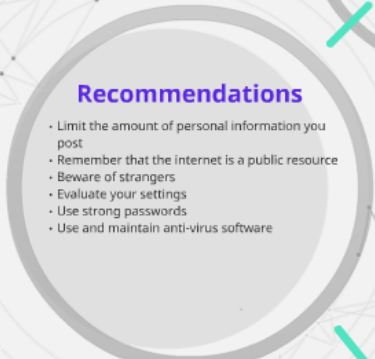 Recommendations
• Limit the amount of personal information you
post
• Remember that the internet is a public resource
• Beware of strangers
• Evaluate your settings
• Use strong passwords
• Use and maintain anti-virus software